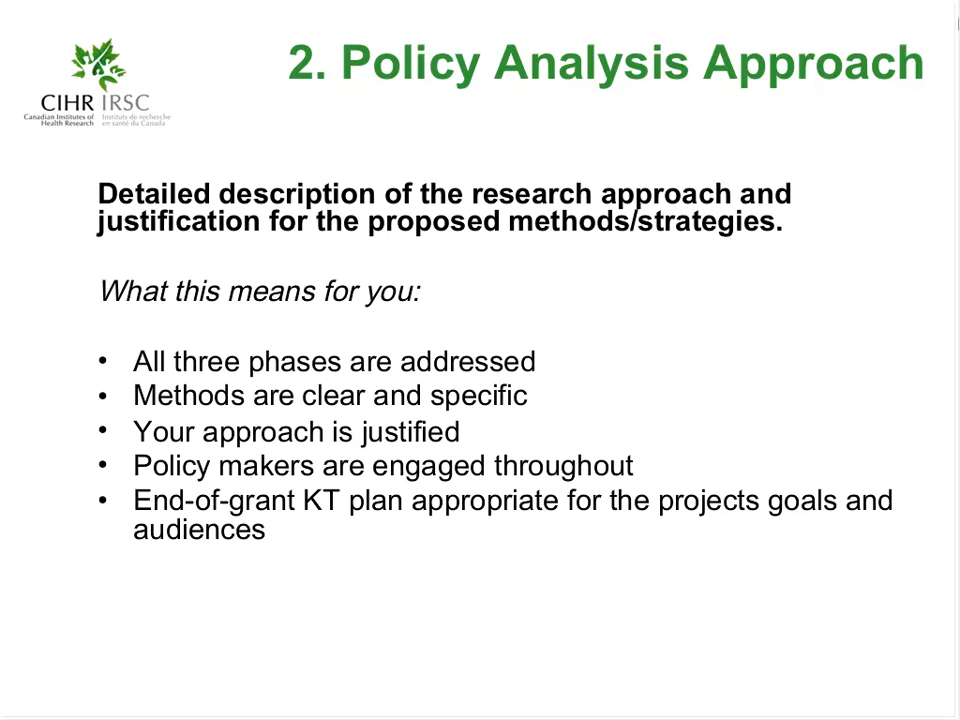 2. Policy Analysis Approach
CIHR IRSC
Canadian Institutes of Health Research
Instituts de recherche en santé du Canada
Detailed description of the research approach and
justification for the proposed methods/strategies.
What this means for you:
• All three phases are addressed
• Methods are clear and specific
• Your approach is justified
• Policy makers are engaged throughout
• End-of-grant KT plan appropriate for the projects goals and
audiences